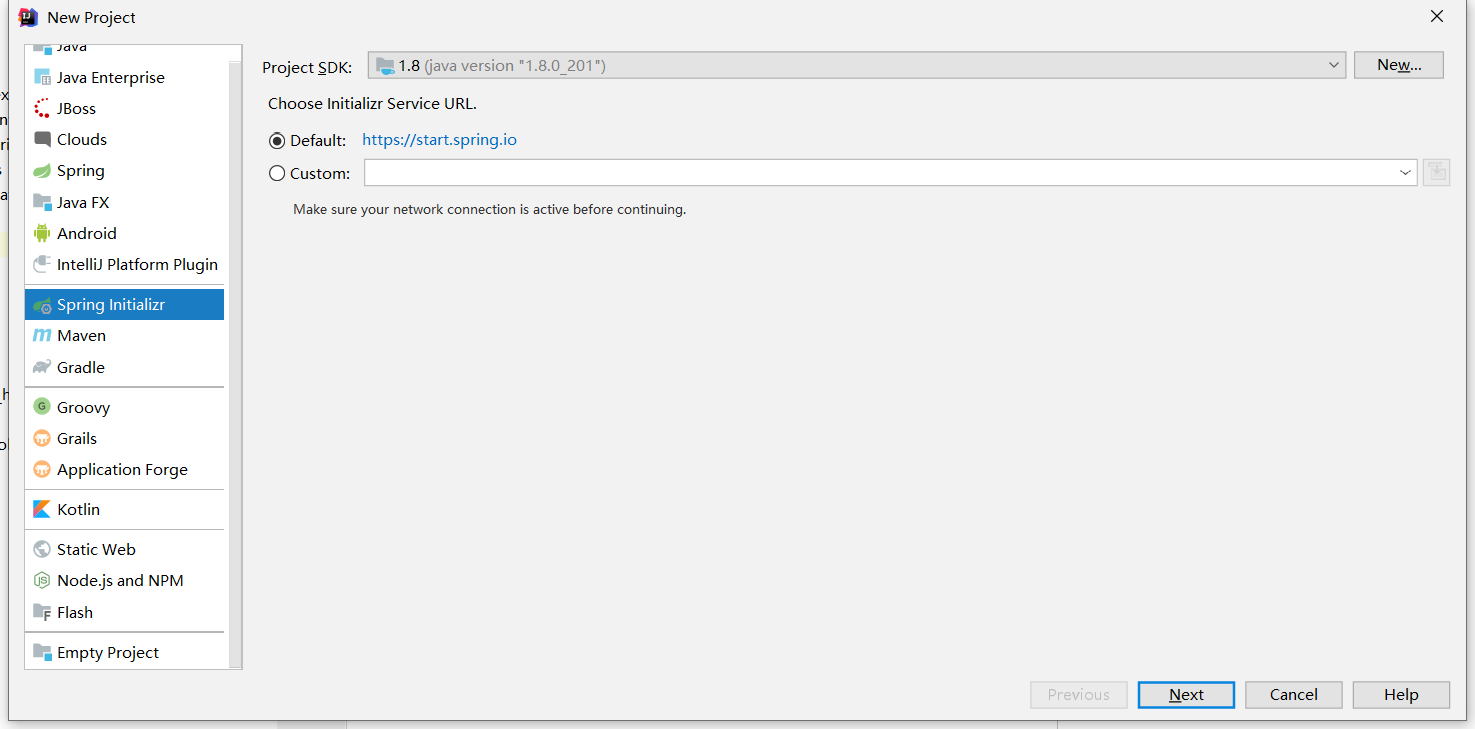 New Project
Java
Java Enterprise
JBoss
Clouds
Spring
Java FX
Android
IntelliJ Platform Plugin
Spring Initializr
Maven
Gradle
Groovy
Grails
Application Forge
Kotlin
Static Web
Node.js and NPM
Flash
Empty Project
Project SDK: 1.8 (java version "1.8.0_201") New...
Choose Initializr Service URL.
Default: https://start.spring.io
Custom:
Make sure your network connection is active before continuing.
Previous Next Cancel Help